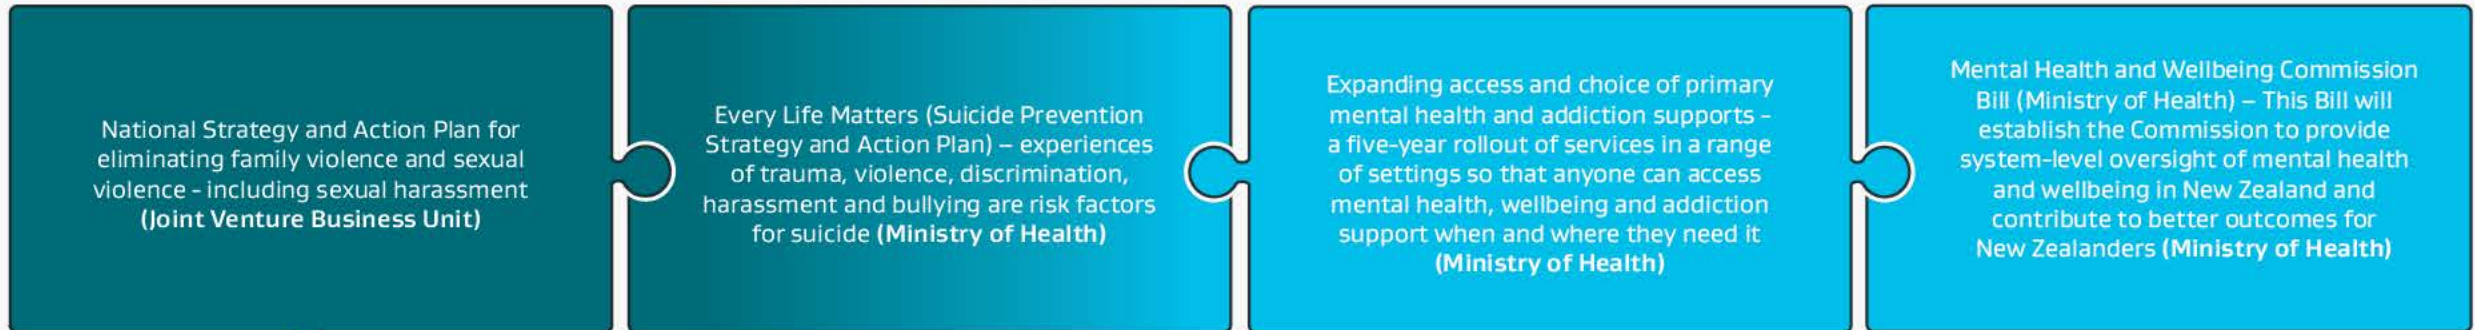 National Strategy and Action Plan for
eliminating family violence and sexual
violence - including sexual harassment
(Joint Venture Business Unit)
Every Life Matters (Suicide Prevention
Strategy and Action Plan) – experiences
of trauma, violence, discrimination,
harassment and bullying are risk factors
for suicide (Ministry of Health)
Expanding access and choice of primary
mental health and addiction supports -
a five-year rollout of services in a range
of settings so that anyone can access
mental health, wellbeing and addiction
support when and where they need it
(Ministry of Health)
Mental Health and Wellbeing Commission
Bill (Ministry of Health) – This Bill will
establish the Commission to provide
system-level oversight of mental health
and wellbeing in New Zealand and
contribute to better outcomes for
New Zealanders (Ministry of Health)